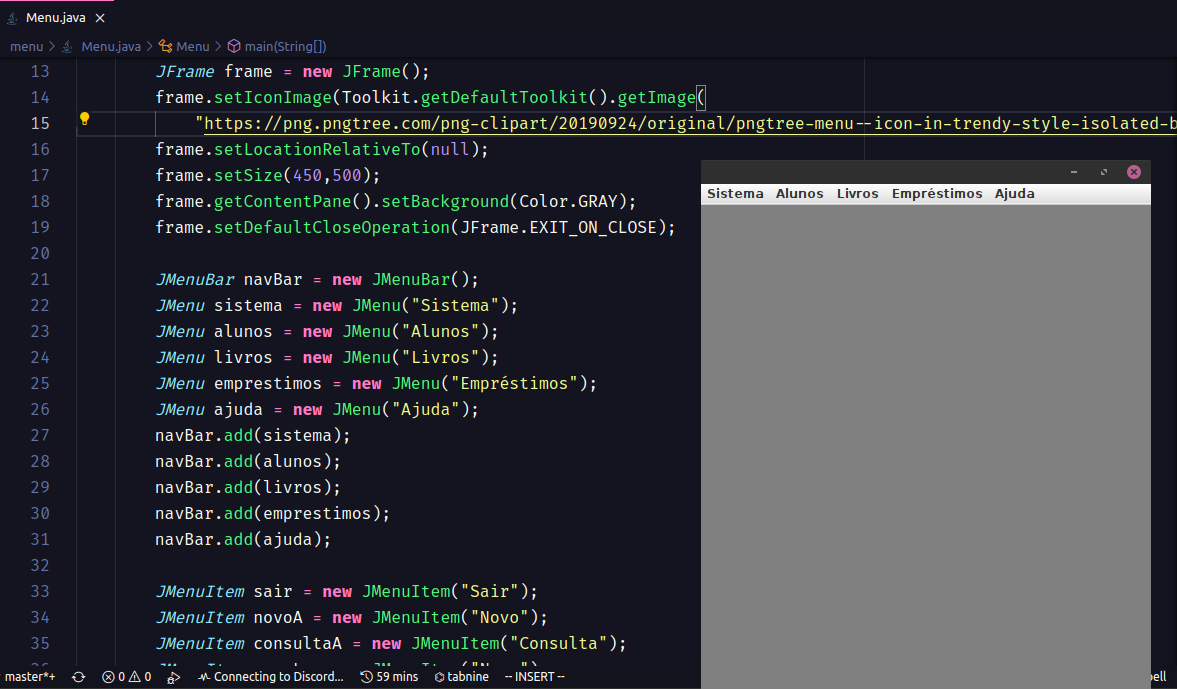 Menu.java
menu > Menu.java > Menu > main(String[])
13 JFrame frame = new JFrame();
14 frame.setIconImage(Toolkit.getDefaultToolkit().getImage(
15 "https://png.pngtree.com/png-clipart/20190924/original/pngtree-menu--icon-in-trendy-style-isolated-b
16 frame.setLocationRelativeTo(null);
17 frame.setSize(450,500);
18 frame.getContentPane().setBackground(Color.GRAY);
19 frame.setDefaultCloseOperation(JFrame.EXIT_ON_CLOSE);
20
21 JMenuBar navBar = new JMenuBar();
22 JMenu sistema = new JMenu("Sistema");
23 JMenu alunos = new JMenu("Alunos");
24 JMenu livros = new JMenu("Livros");
25 JMenu emprestimos = new JMenu("Empréstimos");
26 JMenu ajuda = new JMenu("Ajuda");
27 navBar.add(sistema);
28 navBar.add(alunos);
29 navBar.add(livros);
30 navBar.add(emprestimos);
31 navBar.add(ajuda);
32
33 JMenuItem sair = new JMenuItem("Sair");
34 JMenuItem novoA = new JMenuItem("Novo");
35 JMenuItem consultaA = new JMenuItem("Consulta");
Sistema Alunos Livros Empréstimos Ajuda
master*+ 0 0 Connecting to Discord... 59 mins tabnine -- INSERT --